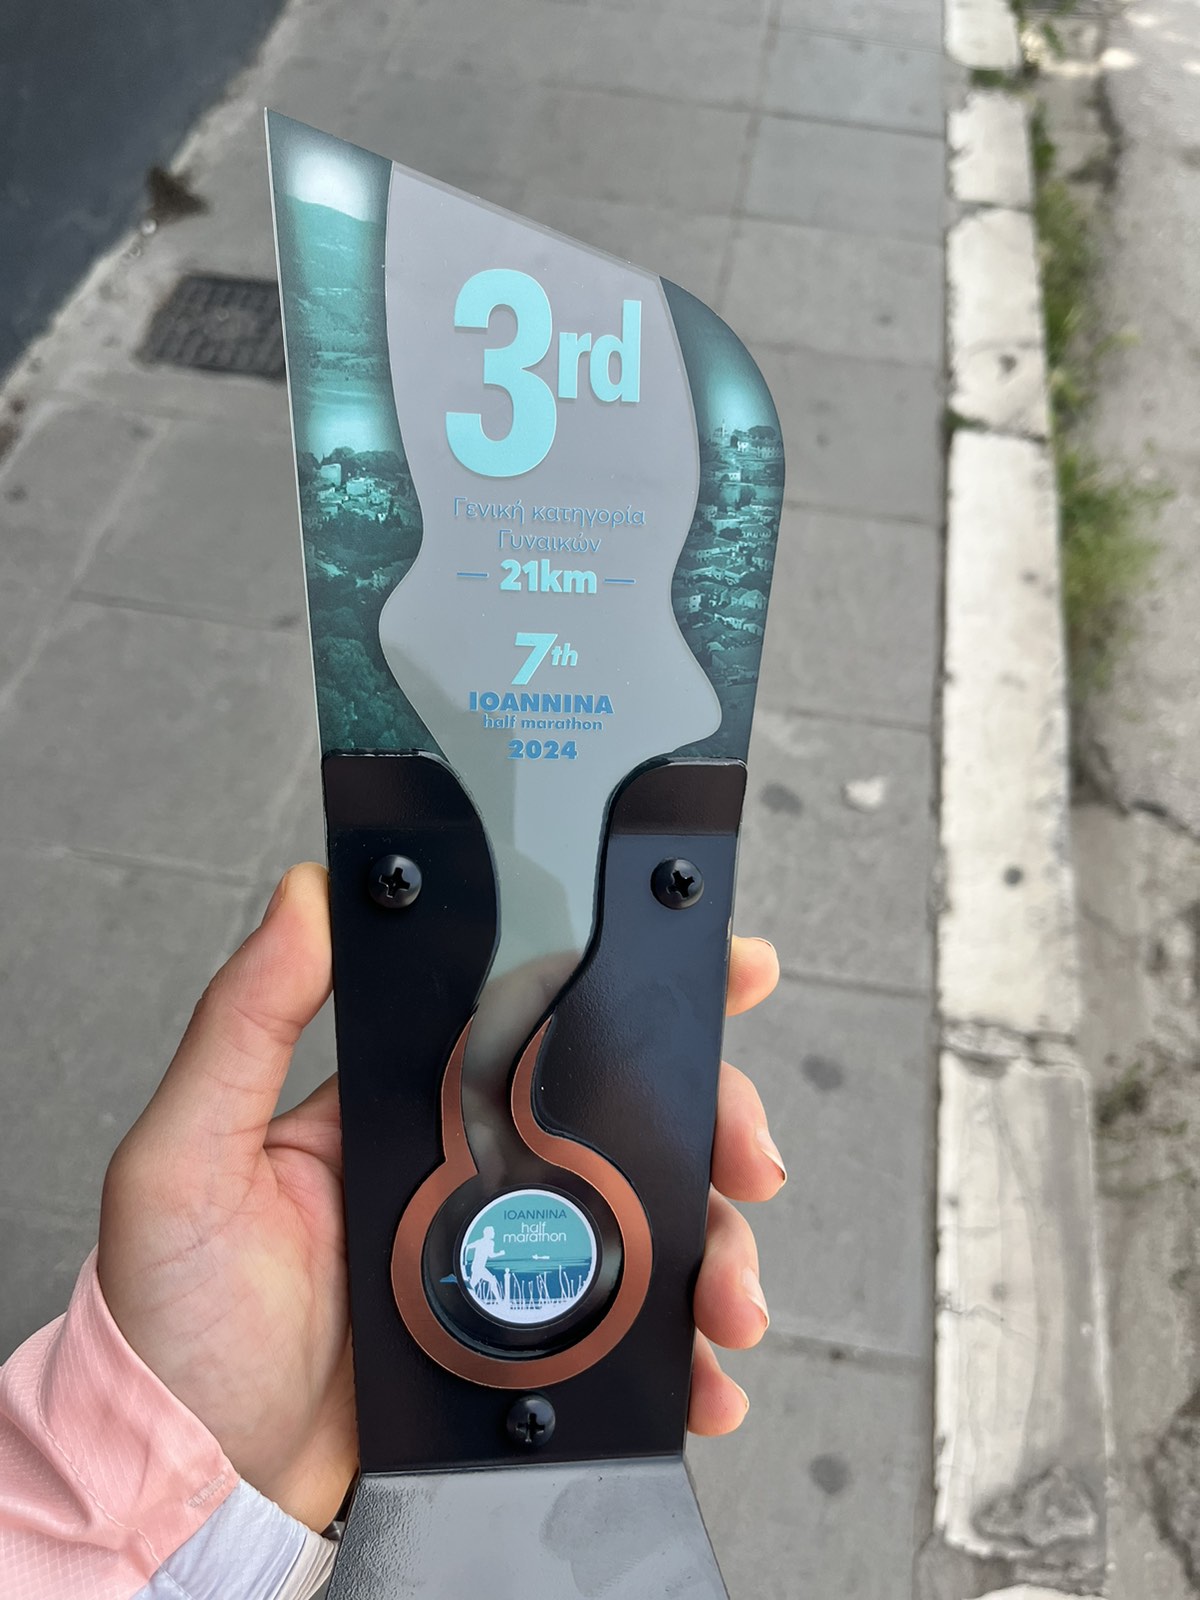 3rd
Γενική κατηγορία
Γυναικών
21km
7th
IOANNINA
half marathon
2024
IOANNINA
half
marathon